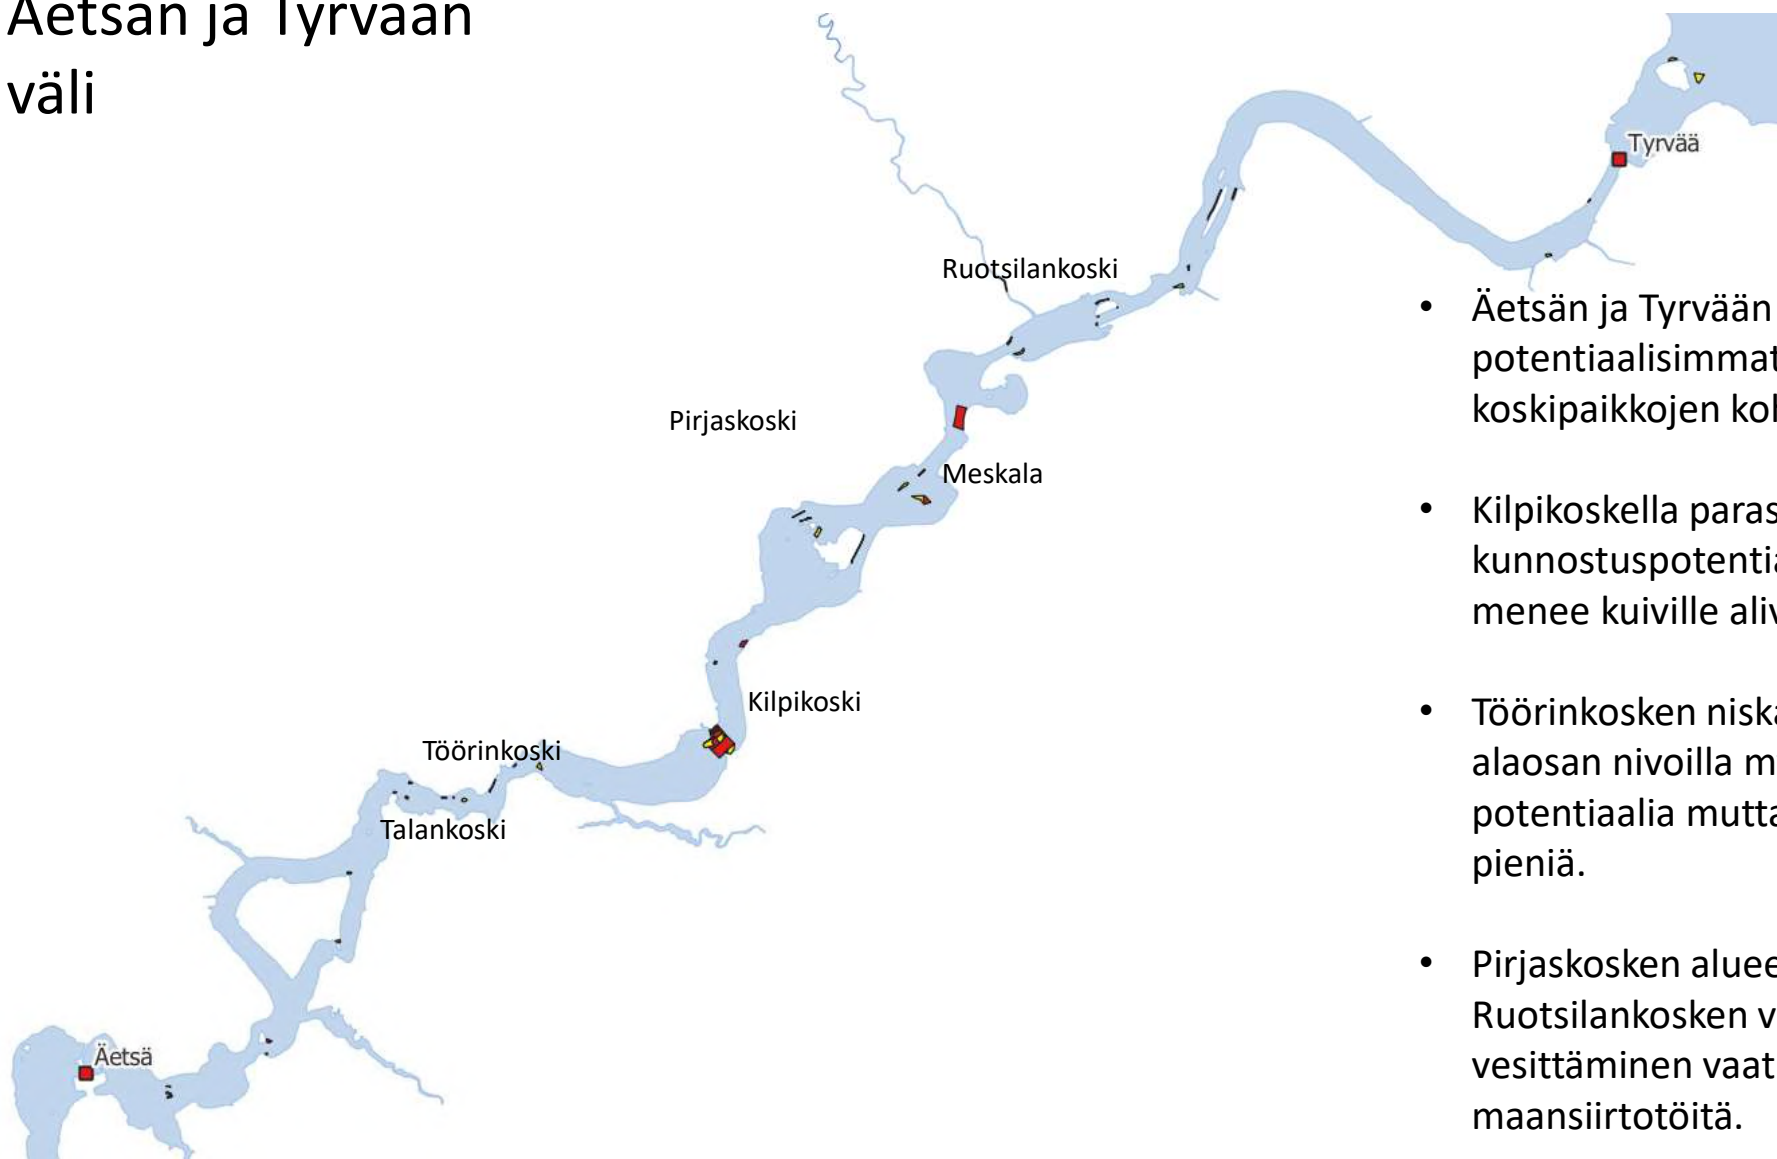 Äetsän ja Tyrvään
väli
Tyrvää
Ruotsilankoski
Pirjaskoski
Meskala
Kilpikoski
Töörinkoski
Talankoski
Äetsä
• Äetsän ja Tyrvään
potentiaalisimmat
koskipaikkojen
• Kilpikoskella
menee kuiville
• Töörinkosken
alaosan nivoilla
potentiaalia mutta
pieniä.
• Pirjaskosken
Ruotsilankosken
vesittäminen
maansiirtotöitä.